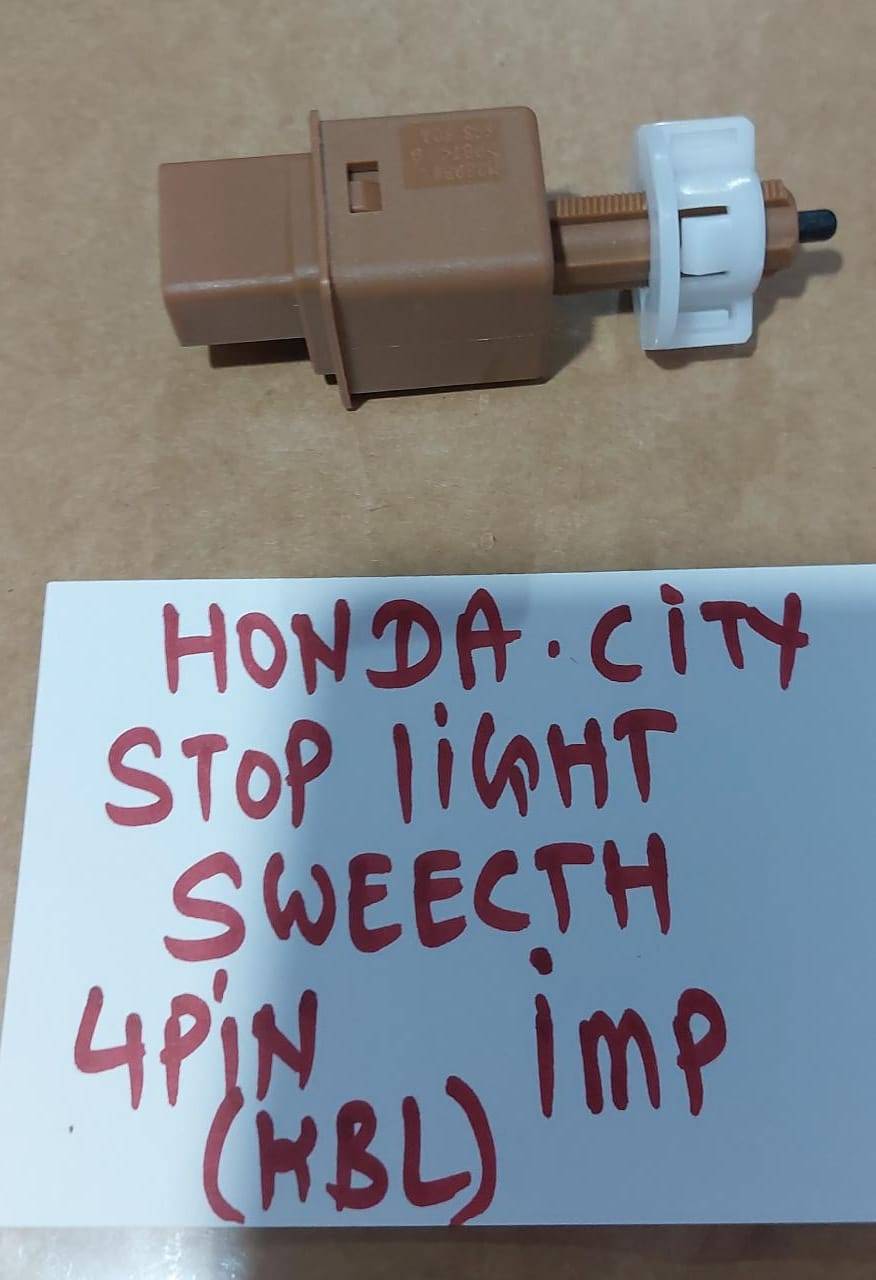 HONDA. CiTY
STOP liGHT
SWEECTH
4PiN iMP
(KBL)